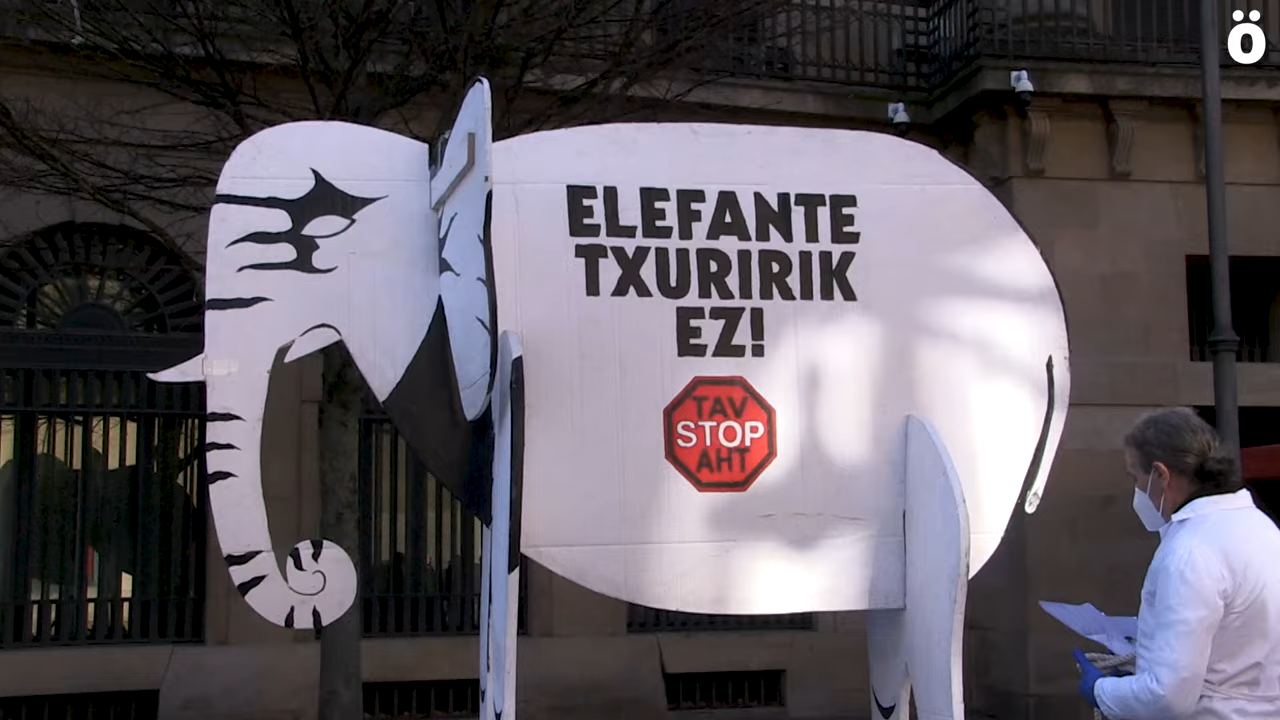 ELEFANTE
TXURIRIK
EZ!
TAV
STOP
AHT
ö